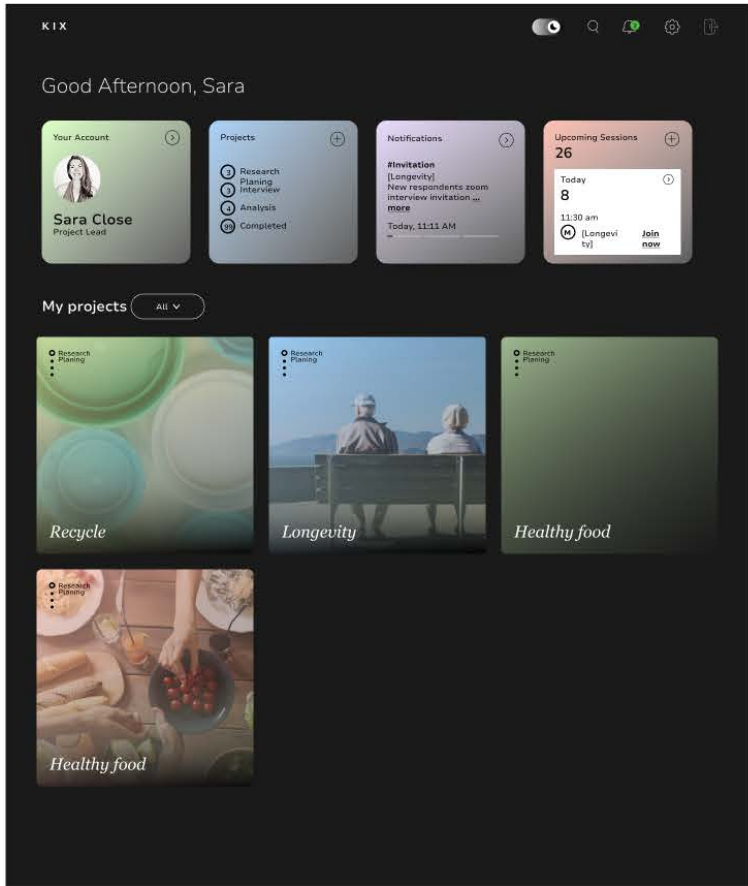 KIX
Good Afternoon, Sara
Your Account
Sara Close
Project Lead
Projects
3 Research
Planing
3 Interview
4 Analysis
99 Completed
Notifications
#Invitation
[Longevity]
New respondents zoom
interview invitation ...
more
Today, 11:11 AM
Upcoming Sessions
26
Today
8
11:30 am
M [Longevi
ty]
Join
now
My projects
All
Research
Planing
Recycle
Research
Planing
Longevity
Research
Planing
Healthy food
Research
Planing
Healthy food